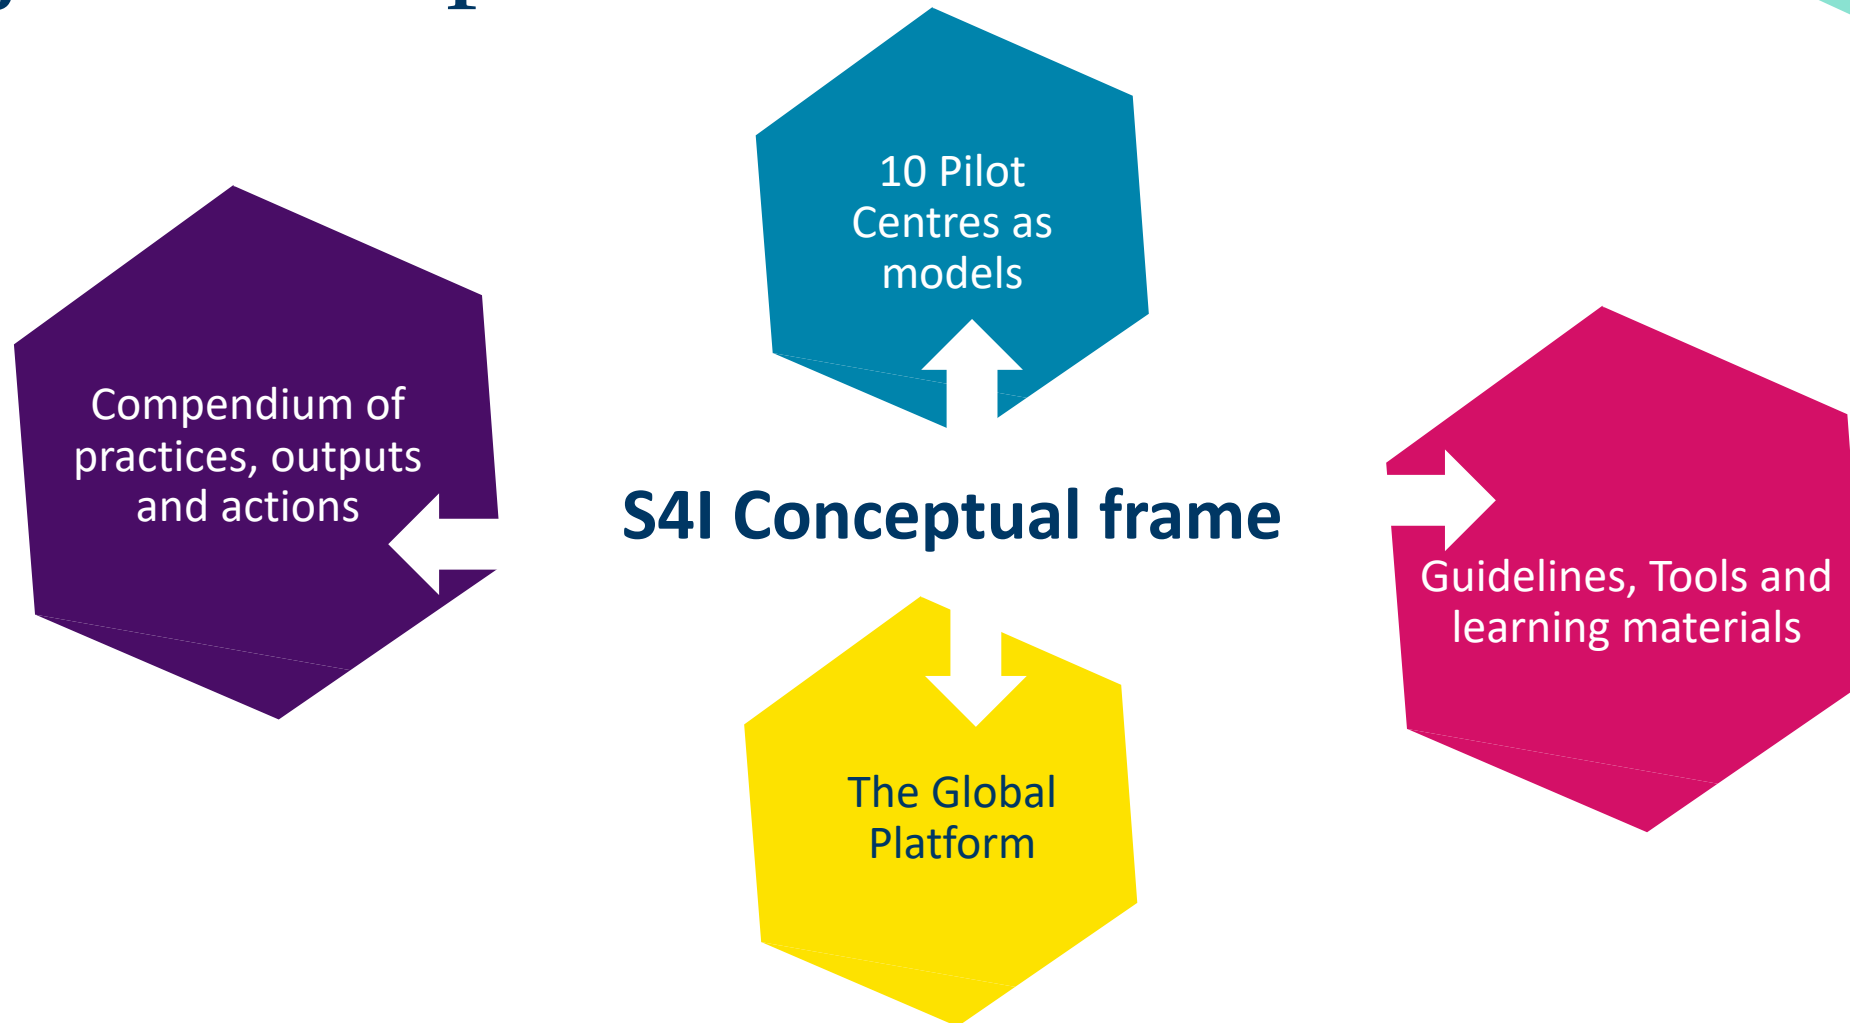 10 Pilot
Centres as
models
Compendium of
practices, outputs
and actions
S4I Conceptual frame
Guidelines, Tools and
learning materials
The Global
Platform